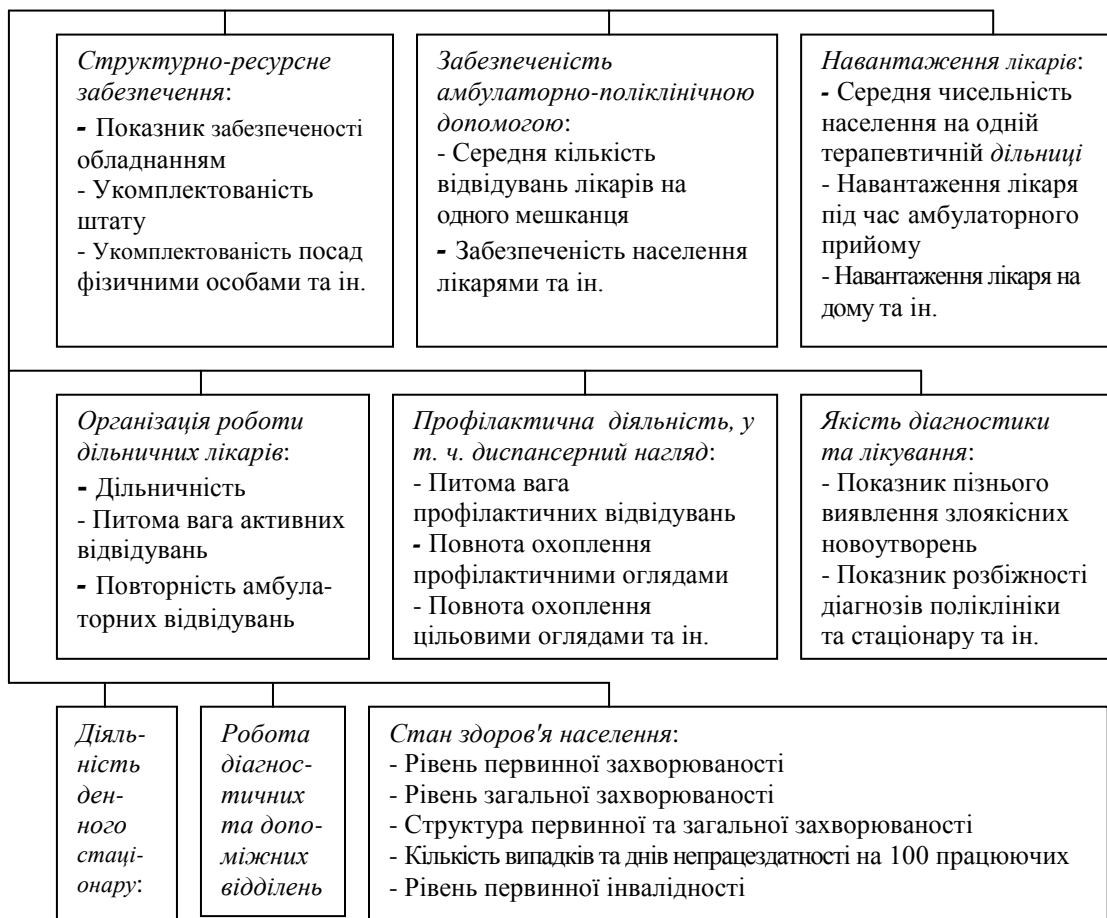 Структурно-ресурсне
забезпечення:
- Показник забезпеченості
обладнанням
- Укомплектованість
штату
- Укомплектованість посад
фізичними особами та ін.
Забезпеченість
амбулаторно-поліклінічною
допомогою:
- Середня кількість
відвідувань лікарів на
одного мешканця
- Забезпеченість населення
лікарями та ін.
Навантаження лікарів:
- Середня чисельність
населення на одній
терапевтичній дільниці
- Навантаження лікаря
під час амбулаторного
прийому
- Навантаження лікаря на
дому та ін.
Організація роботи
дільничних лікарів:
- Дільничність
- Питома вага активних
відвідувань
- Повторність амбула-
торних відвідувань
Профілактична діяльність, у
т. ч. диспансерний нагляд:
- Питома вага
профілактичних відвідувань
- Повнота охоплення
профілактичними оглядами
- Повнота охоплення
цільовими оглядами та ін.
Якість діагностики
та лікування:
- Показник пізнього
виявлення злоякісних
новоутворень
- Показник розбіжності
діагнозів поліклініки
та стаціонару та ін.
Діяль-
ність
ден-
ного
стаці-
онару:
Робота
діагнос-
тичних
та допо-
міжних
відділень
Стан здоров'я населення:
- Рівень первинної захворюваності
- Рівень загальної захворюваності
- Структура первинної та загальної захворюваності
- Кількість випадків та днів непрацездатності на 100 працюючих
- Рівень первинної інвалідності